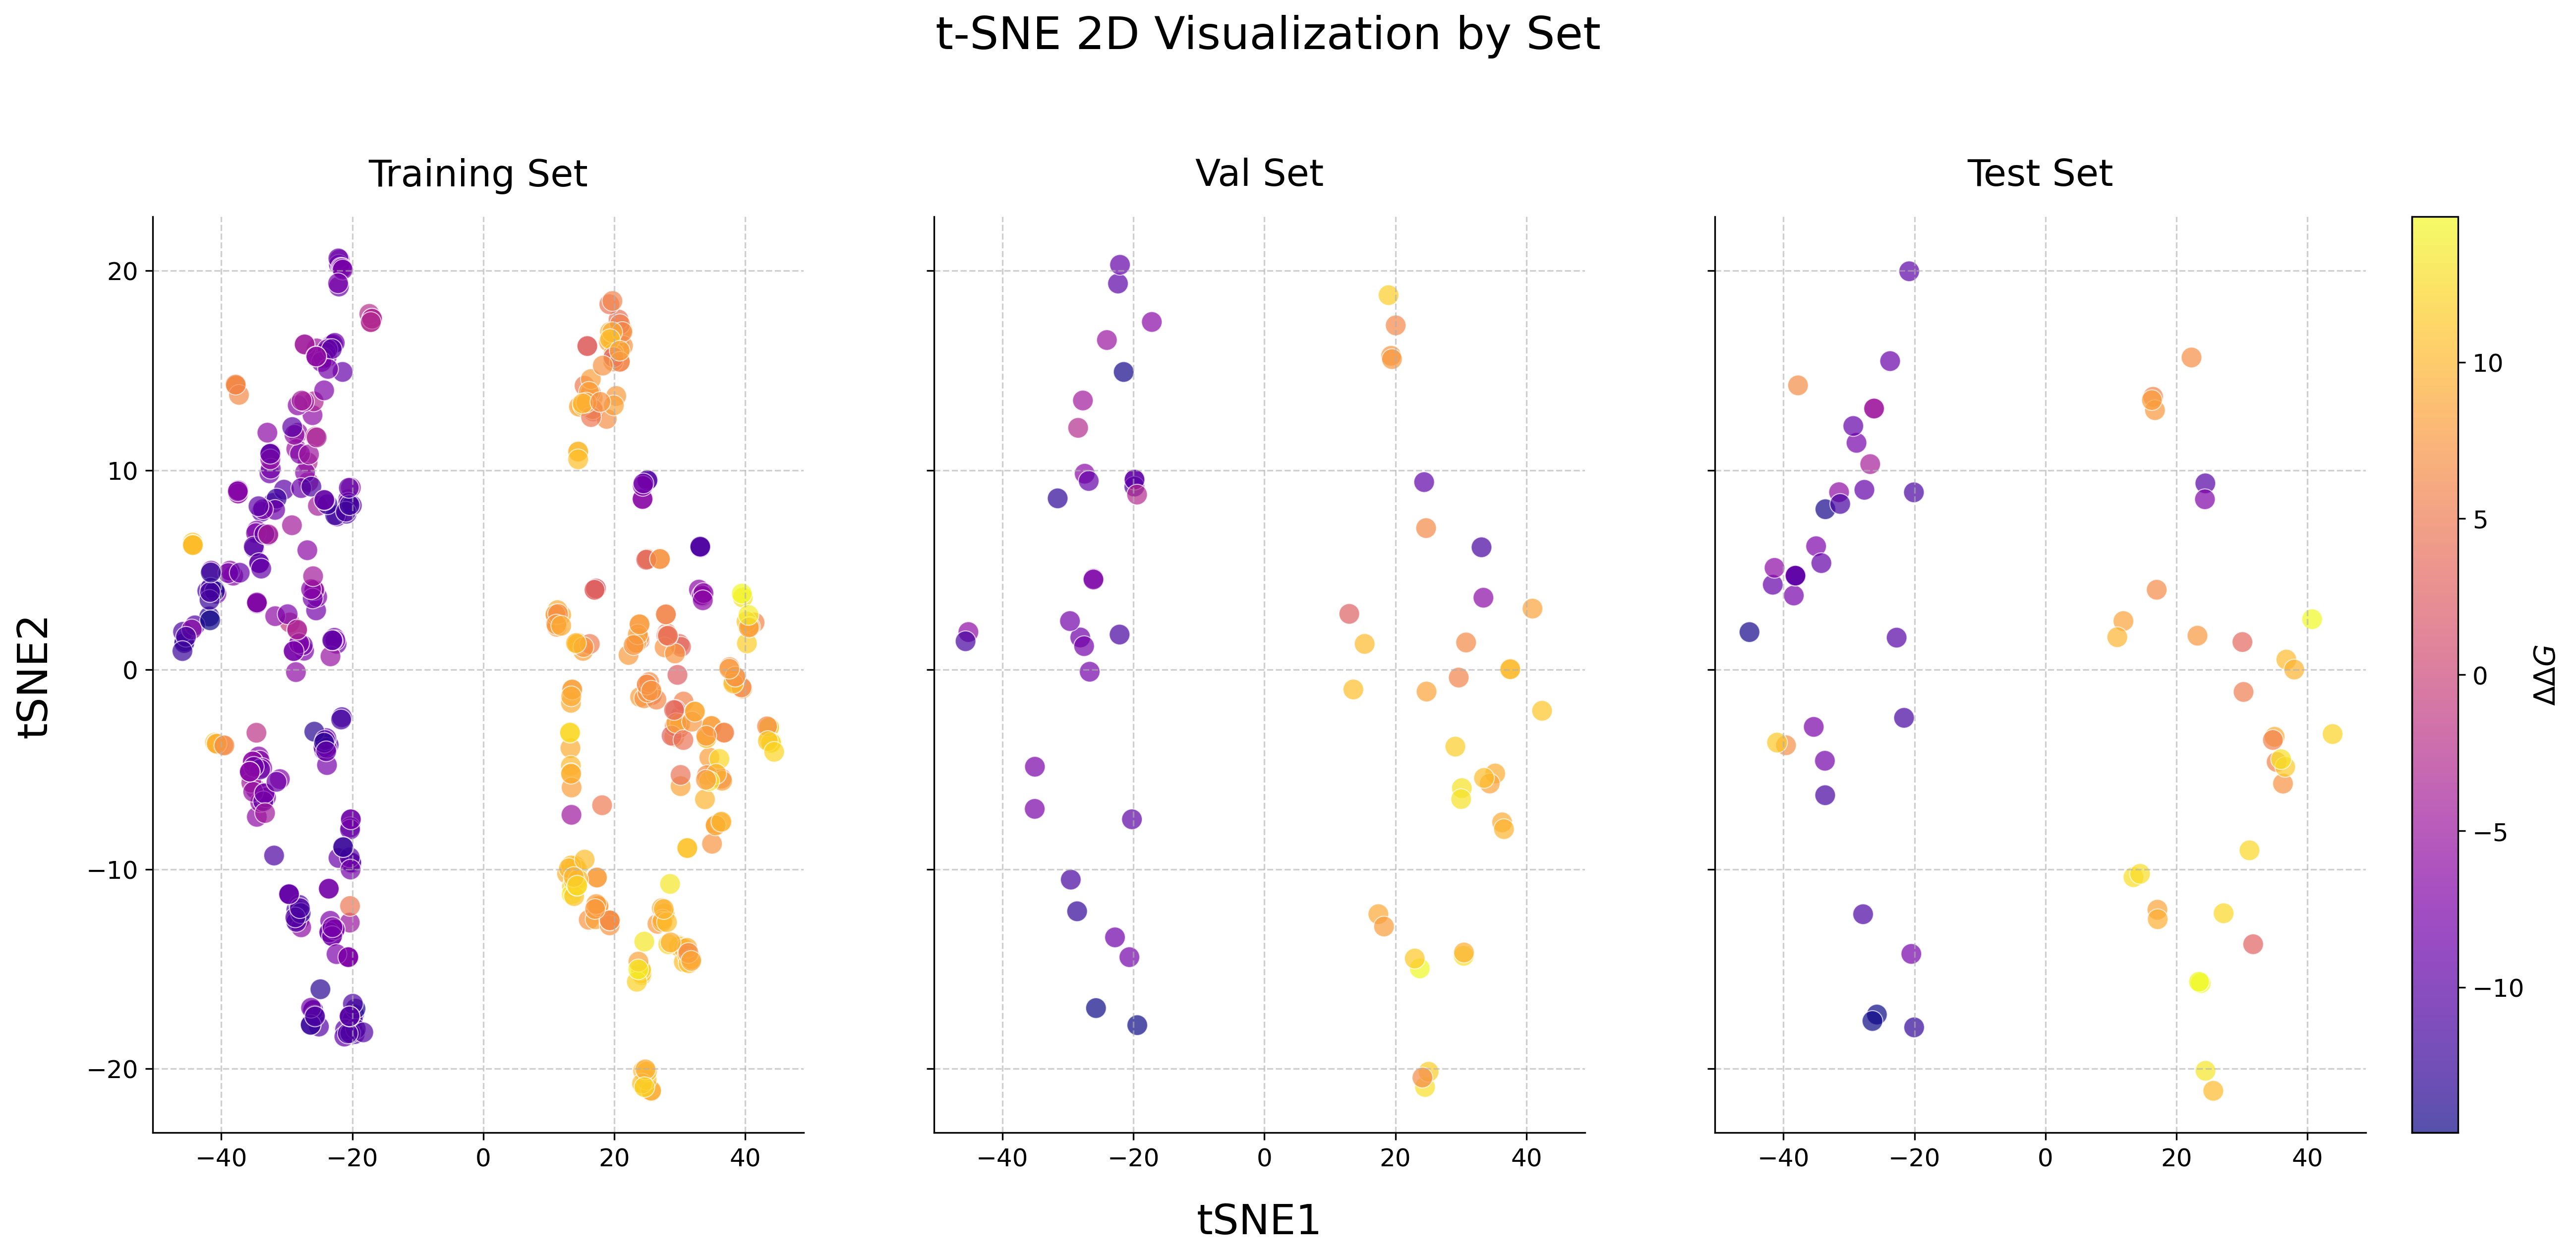 t-SNE 2D Visualization by Set
Training Set
Val Set
Test Set
tSNE2
20
10
0
−10
−20
−40 −20 0 20 40
−40 −20 0 20 40
−40 −20 0 20 40
tSNE1
10
5
0
−5
−10
ΔΔG